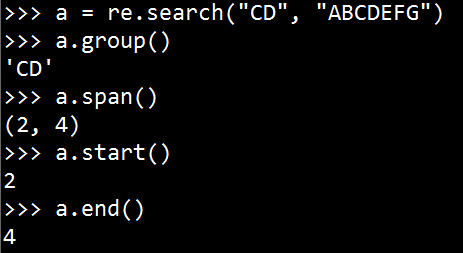 >>> a = re.search("CD", "ABCDEFG")
>>> a.group()
'CD'
>>> a.span()
(2, 4)
>>> a.start()
2
>>> a.end()
4